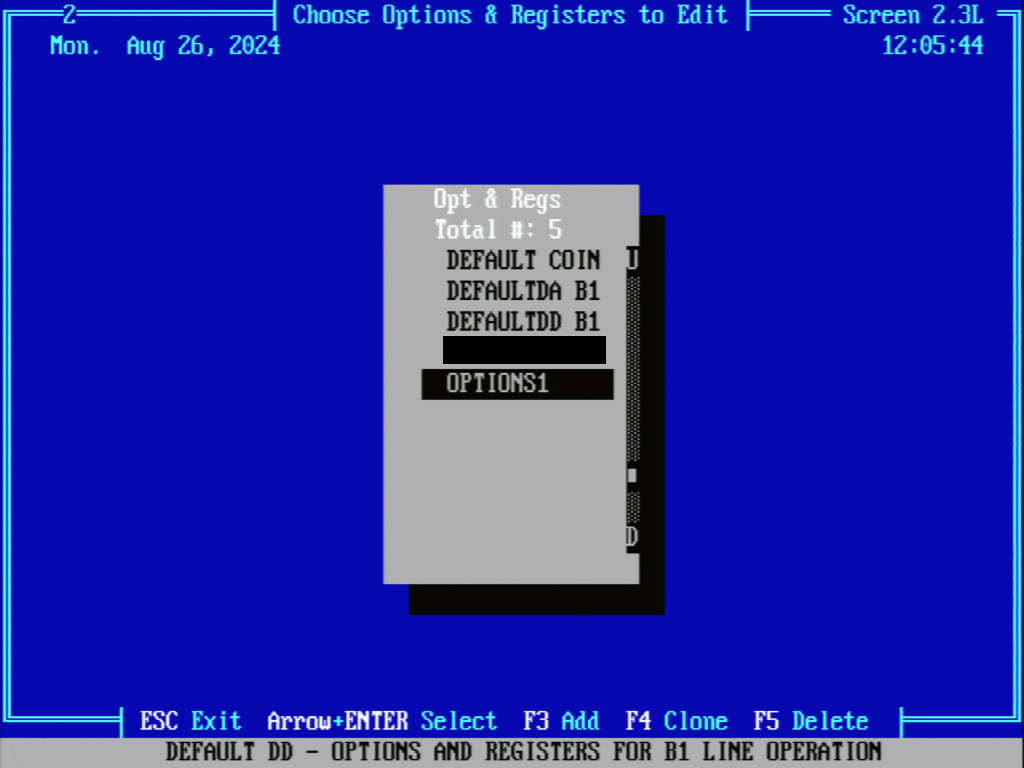 2 Choose Options & Registers to Edit Screen 2.3L
Mon. Aug 26, 2024 12:05:44
Opt & Regs
Total #: 5
DEFAULT COIN U
DEFAULTDA B1
DEFAULTDD B1
OPTIONS1
D
ESC Exit Arrow+ENTER Select F3 Add F4 Clone F5 Delete
DEFAULT DD - OPTIONS AND REGISTERS FOR B1 LINE OPERATION